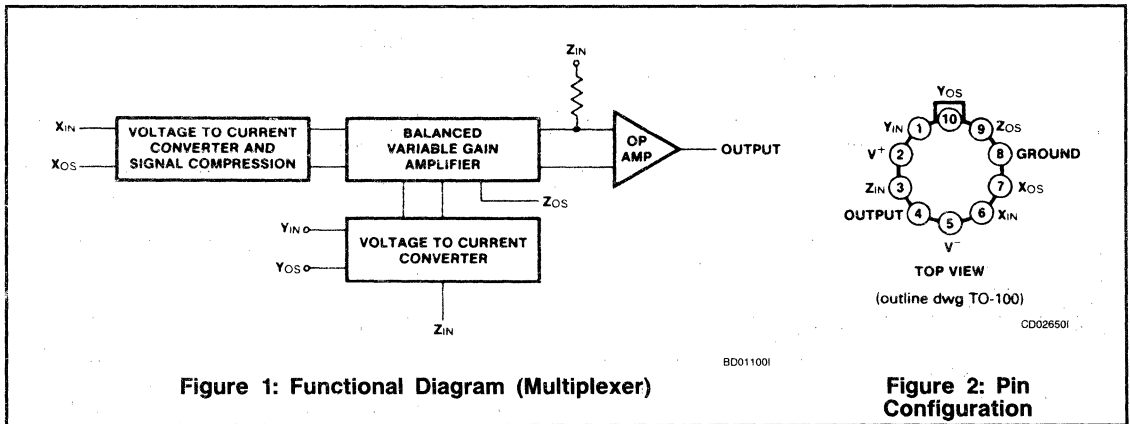 ZIN
XIN
XOS
VOLTAGE TO CURRENT
CONVERTER AND
SIGNAL COMPRESSION
BALANCED
VARIABLE GAIN
AMPLIFIER
OP
AMP
OUTPUT
ZOS
YIN
YOS
VOLTAGE TO CURRENT
CONVERTER
ZIN
BD01100I
Figure 1: Functional Diagram (Multiplexer)
YOS
YIN 1 10 9 ZOS
V+ 2 8 GROUND
ZIN 3 7 XOS
OUTPUT 4 5 6 XIN
V−
TOP VIEW
(outline dwg TO-100)
CD02650I
Figure 2: Pin
Configuration